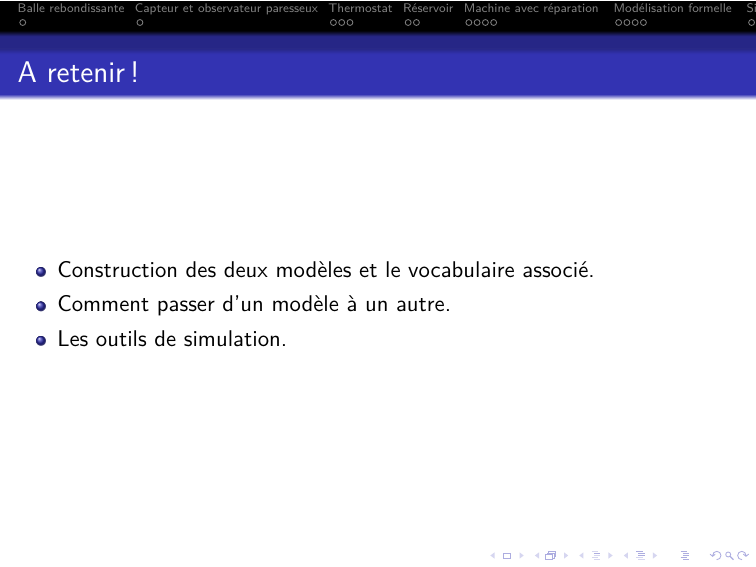 Balle rebondissante Capteur et observateur paresseux Thermostat Réservoir Machine avec réparation Modélisation formelle Si
A retenir !
Construction des deux modèles et le vocabulaire associé.
Comment passer d'un modèle à un autre.
Les outils de simulation.